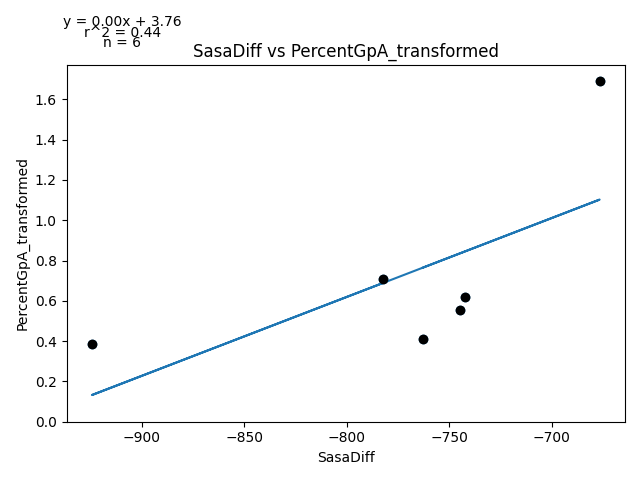 y = 0.00x + 3.76
r^2 = 0.44
n = 6
SasaDiff vs PercentGpA_transformed
1.6
1.4
1.2
1.0
0.8
0.6
0.4
0.2
0.0
PercentGpA_transformed
−900
−850
−800
−750
−700
SasaDiff